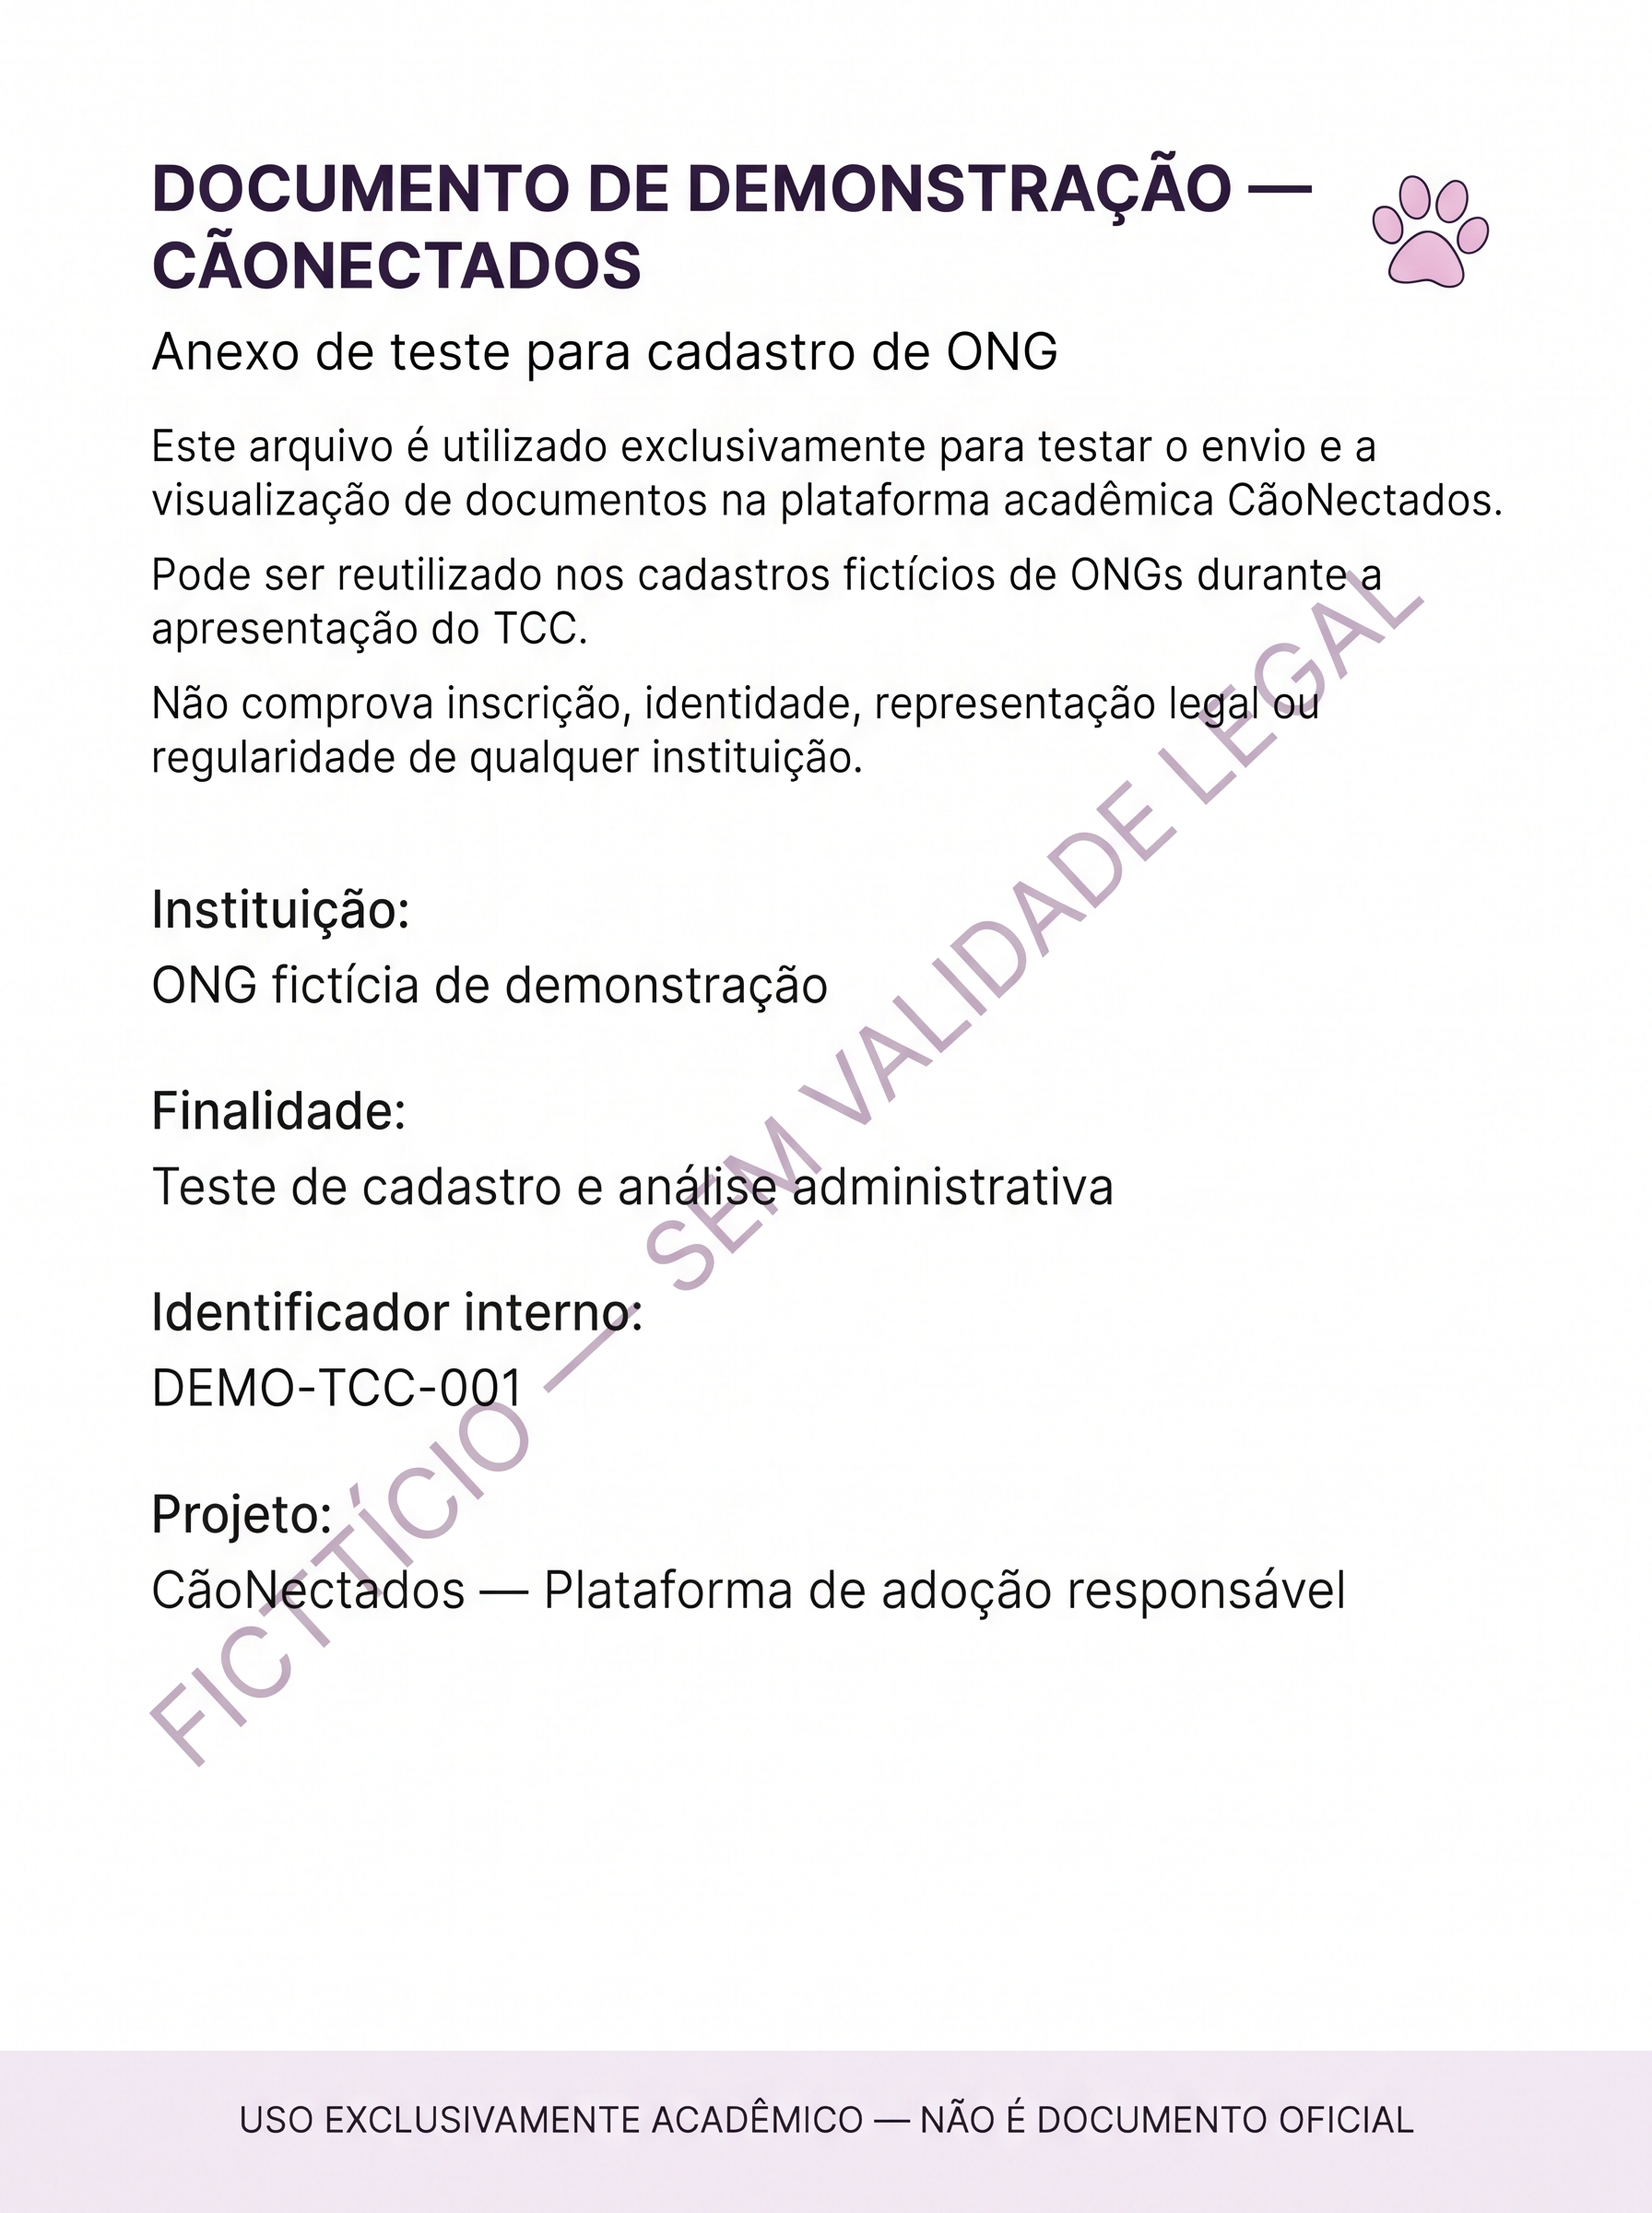 DOCUMENTO DE DEMONSTRAÇÃO —
CÃONECTADOS
Anexo de teste para cadastro de ONG
Este arquivo é utilizado exclusivamente para testar o envio e a
visualização de documentos na plataforma acadêmica CãoNectados.
Pode ser reutilizado nos cadastros fictícios de ONGs durante a
apresentação do TCC.
Não comprova inscrição, identidade, representação legal ou
regularidade de qualquer instituição.
Instituição:
ONG fictícia de demonstração
Finalidade:
Teste de cadastro e análise administrativa
Identificador interno:
DEMO-TCC-001
Projeto:
CãoNectados — Plataforma de adoção responsável
FICTTÍCIO — SEM VALIDADE LEGAL
USO EXCLUSIVAMENTE ACADÊMICO — NÃO É DOCUMENTO OFICIAL